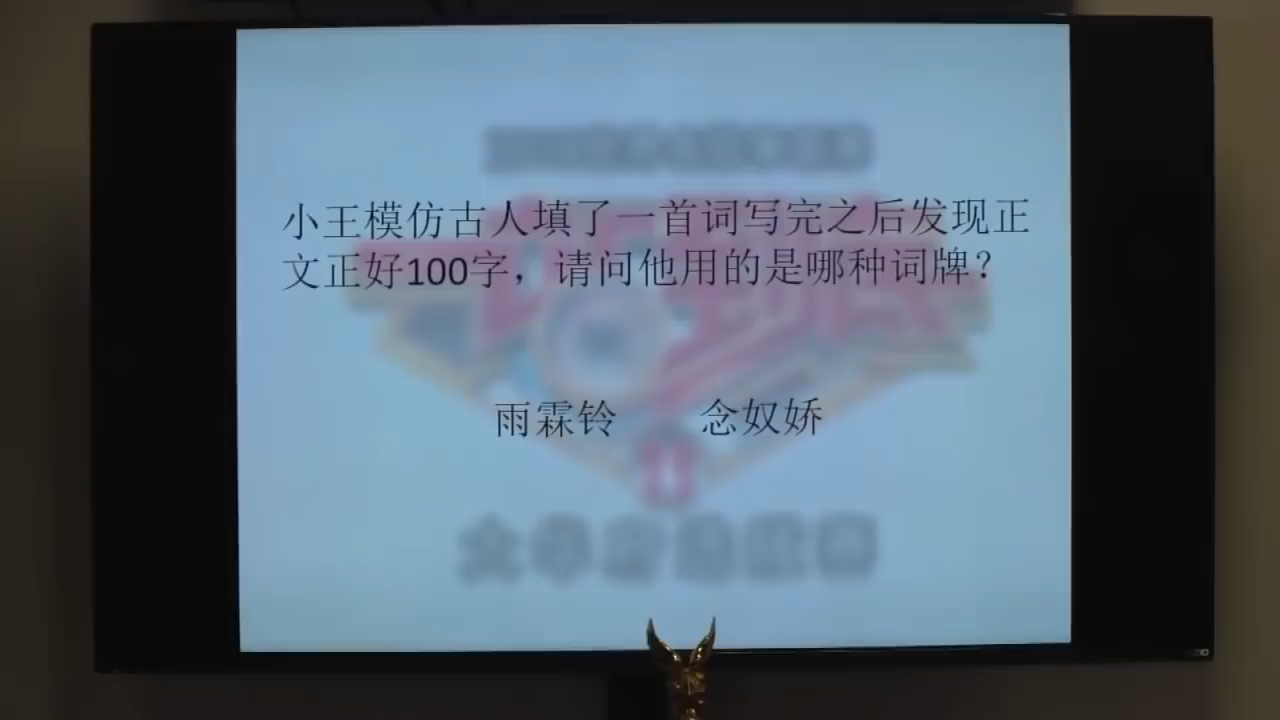 小王模仿古人填了一首词写完之后发现正
文正好100字，请问他用的是哪种词牌？
雨霖铃 念奴娇